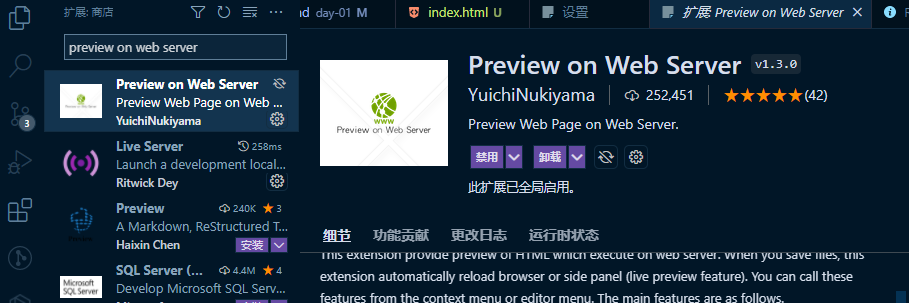 扩展: 商店
preview on web server
Preview on Web Server
Preview Web Page on Web ...
YuichiNukiyama
Live Server
258ms
Launch a development local...
Ritwick Dey
Preview
240K
3
A Markdown, ReStructured T...
Haixin Chen
安装
Microsoft
SQL Server
SQL Server (...
4.4M
4
Develop Microsoft SQL Serv...
3
day-01 M
index.html U
设置
扩展: Preview on Web Server
WWW
Preview on Web Server
Preview on Web Server v1.3.0
YuichiNukiyama
252,451
(42)
Preview Web Page on Web Server.
禁用
卸载
此扩展已全局启用。
细节 功能贡献 更改日志 运行时状态
This extension provide preview of HTML which execute on web server. When you save files, this
extension automatically reload browser or side panel (live preview feature). You can call these
features from the context menu or editor menu. The main features are as follows.